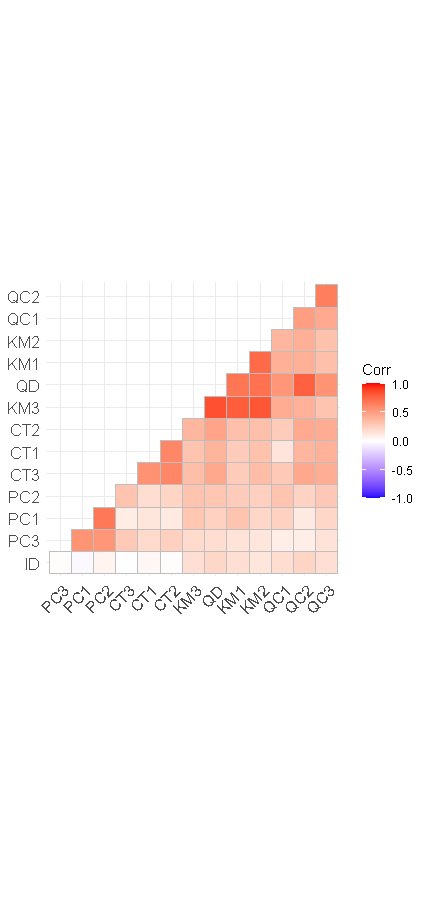 QC2
QC1
KM2
KM1
QD
KM3
CT2
CT1
CT3
PC2
PC1
PC3
ID
PC3 PC1 PC2 CT3 CT1 CT2 KM3 QD KM1 KM2 QC1 QC2 QC3
Corr
1.0
0.5
0.0
-0.5
-1.0